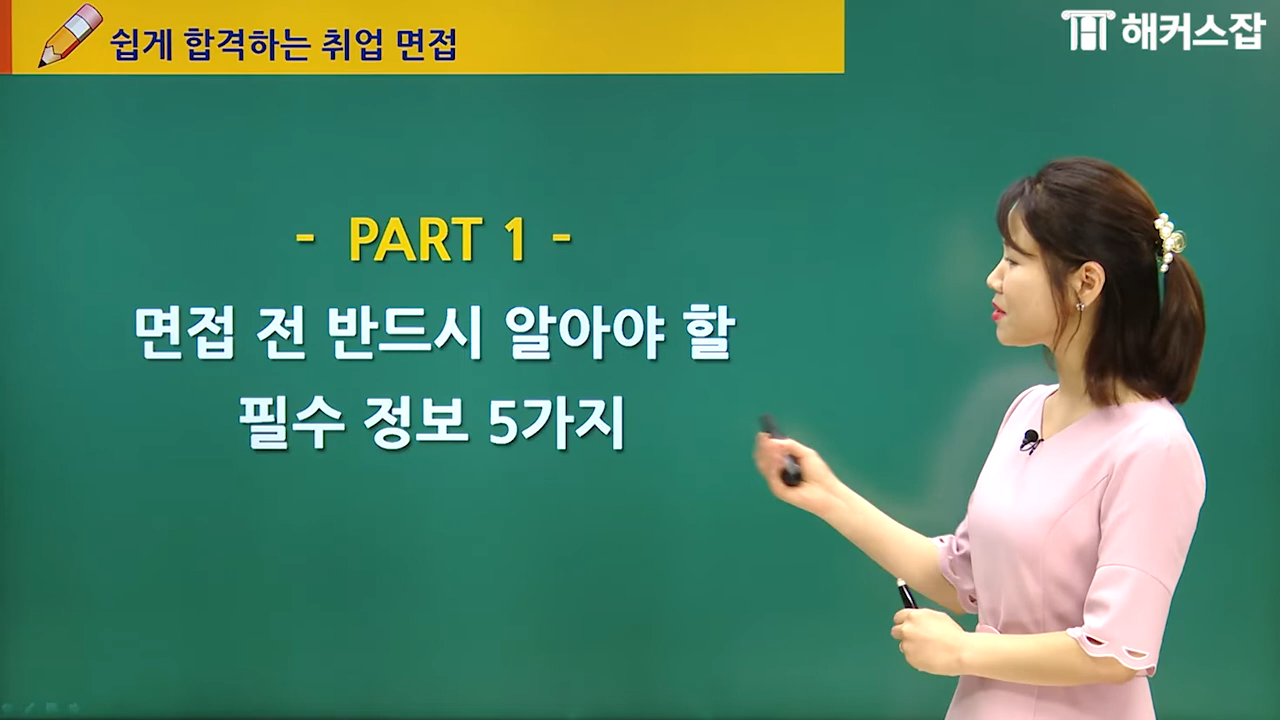 쉽게 합격하는 취업 면접
해커스잡
- PART 1 -
면접 전 반드시 알아야 할
필수 정보 5가지